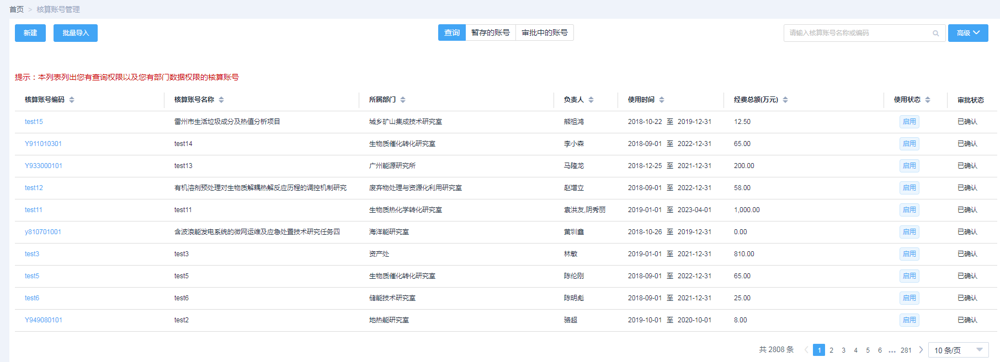 首页 > 核算账号管理
新建 批量导入 查询 暂存的账号 审批中的账号 请输入核算账号名称或编码 高级
提示：本列表列出您有查询权限以及您有部门数据权限的核算账号
核算账号编码 核算账号名称 所属部门 负责人 使用时间 经费总额(万元) 使用状态 审批状态
test15 雷州市生活垃圾成分及热值分析项目 城乡矿山集成技术研究室 熊祖鸿 2018-10-22 至 2019-12-31 12.50 启用 已确认
Y911010301 test14 生物质催化转化研究室 李小森 2018-09-01 至 2022-12-31 65.00 启用 已确认
Y933000101 test13 广州能源研究所 马隆龙 2018-12-25 至 2021-12-31 200.00 启用 已确认
test12 有机溶剂预处理对生物质解耦热解反应历程的调控机制研究 废弃物处理与资源化利用研究室 赵增立 2018-09-01 至 2022-12-31 58.00 启用 已确认
test11 test11 生物质热化学转化研究室 袁洪友,阴秀丽 2019-01-01 至 2023-04-01 1,000.00 启用 已确认
y810701001 含波浪能发电系统的微网运维及应急处置技术研究任务四 海洋能研究室 黄圳鑫 2018-10-26 至 2019-12-31 0.00 启用 已确认
test3 test3 资产处 林敏 2019-01-01 至 2021-12-31 810.00 启用 已确认
test5 test5 生物质催化转化研究室 陈伦刚 2018-09-01 至 2022-12-31 65.00 启用 已确认
test6 test6 储能技术研究室 陈明彪 2018-09-01 至 2021-12-31 25.00 启用 已确认
Y949080101 test2 地热能研究室 骆超 2019-10-01 至 2020-10-01 8.00 启用 已确认
共 2808 条 1 2 3 4 5 6 ... 281 10 条/页